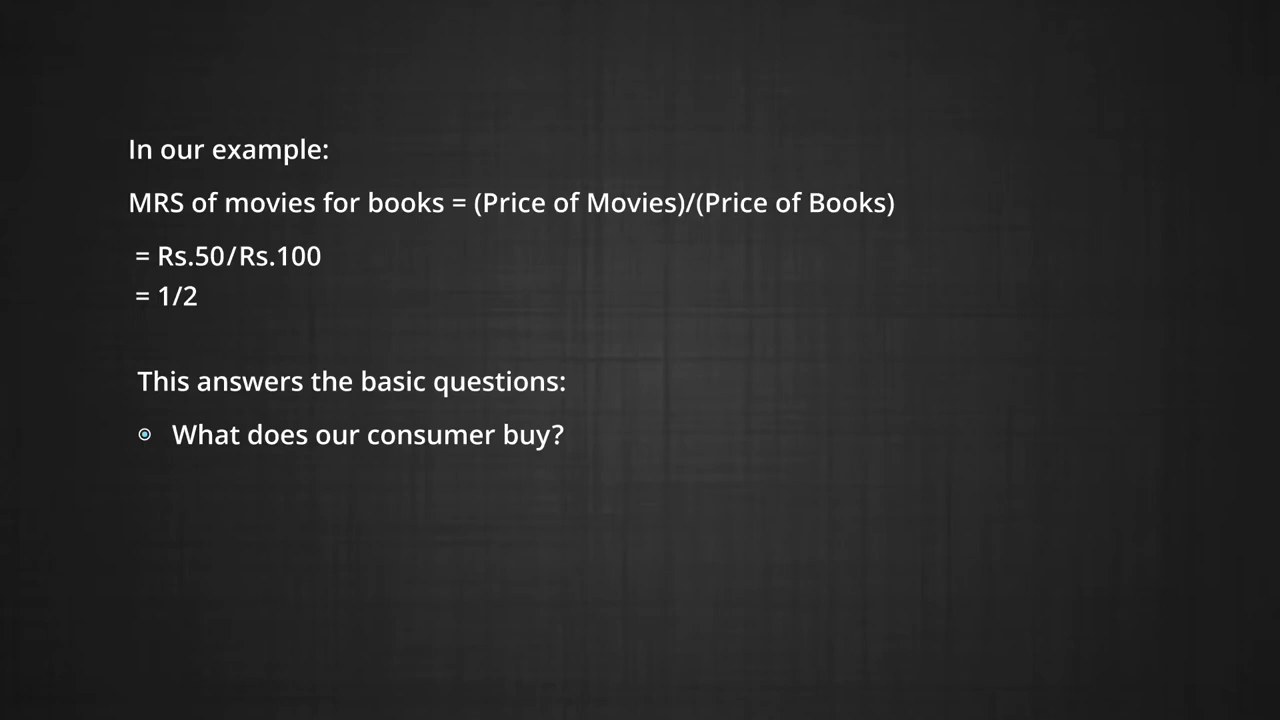 In our example:
MRS of movies for books = (Price of Movies)/(Price of Books)
= Rs.50/Rs.100
= 1/2
This answers the basic questions:
What does our consumer buy?